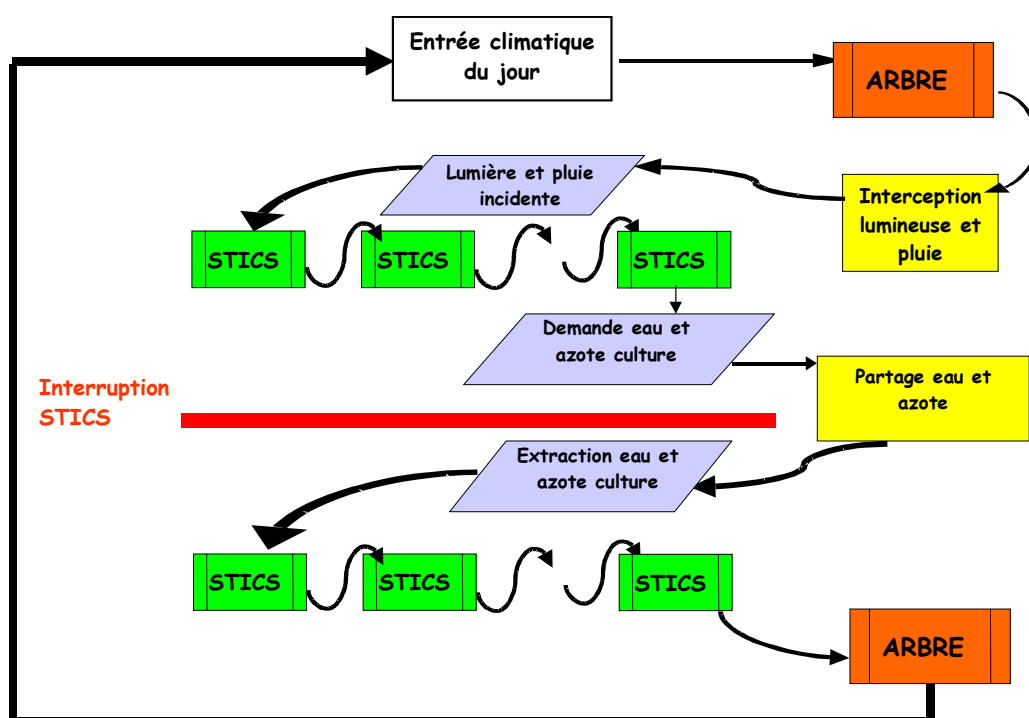 Entrée climatique
du jour
ARBRE
Lumière et pluie
incidente
Interception
lumineuse et
pluie
STICS
STICS
STICS
Demande eau et
azote culture
Partage eau et
azote
Interruption
STICS
Extraction eau et
azote culture
STICS
STICS
STICS
ARBRE